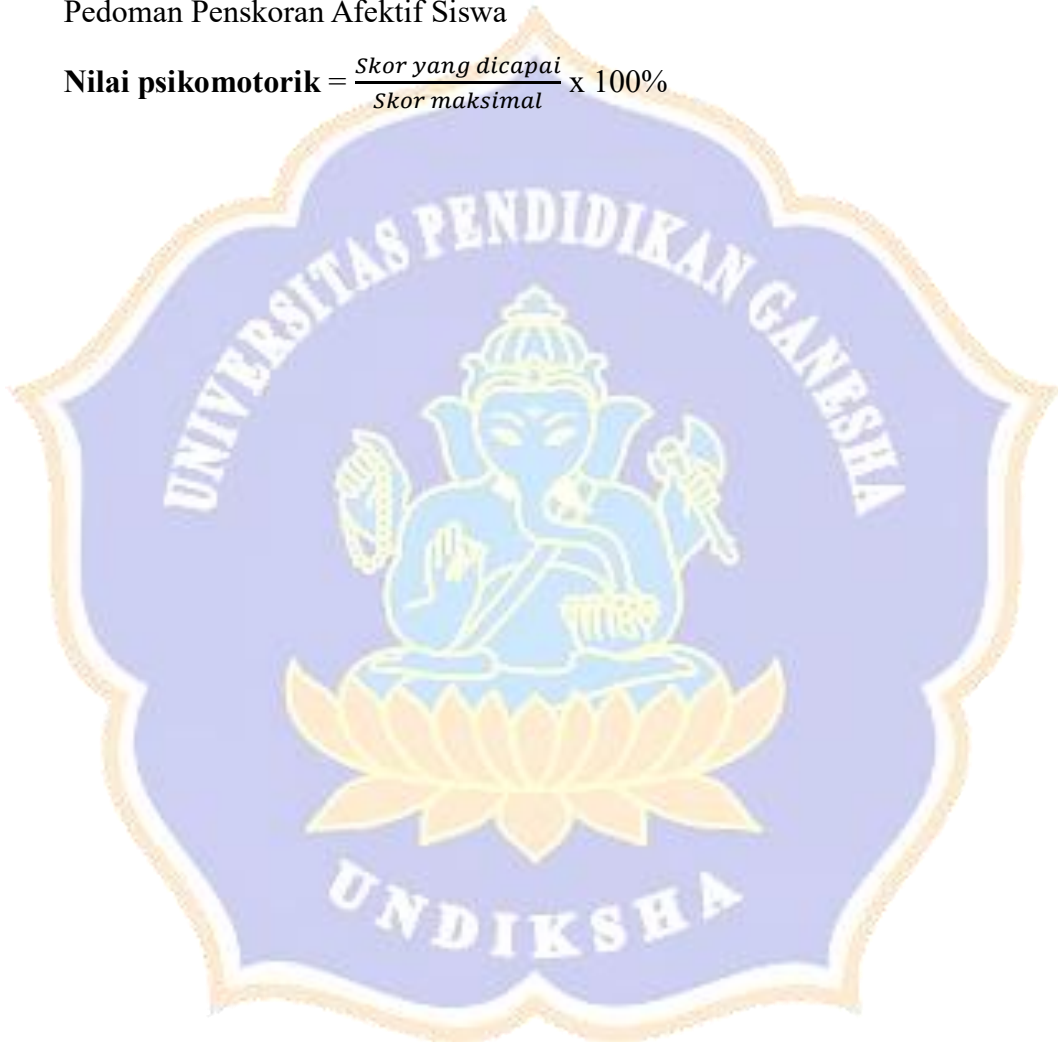 Pedoman Penskoran Afektif Siswa
Nilai psikomotorik = Skor yang dicapai / Skor maksimal x 100%
UNIVERSITAS PENDIDIKAN GANESHA
UNDIKSHA